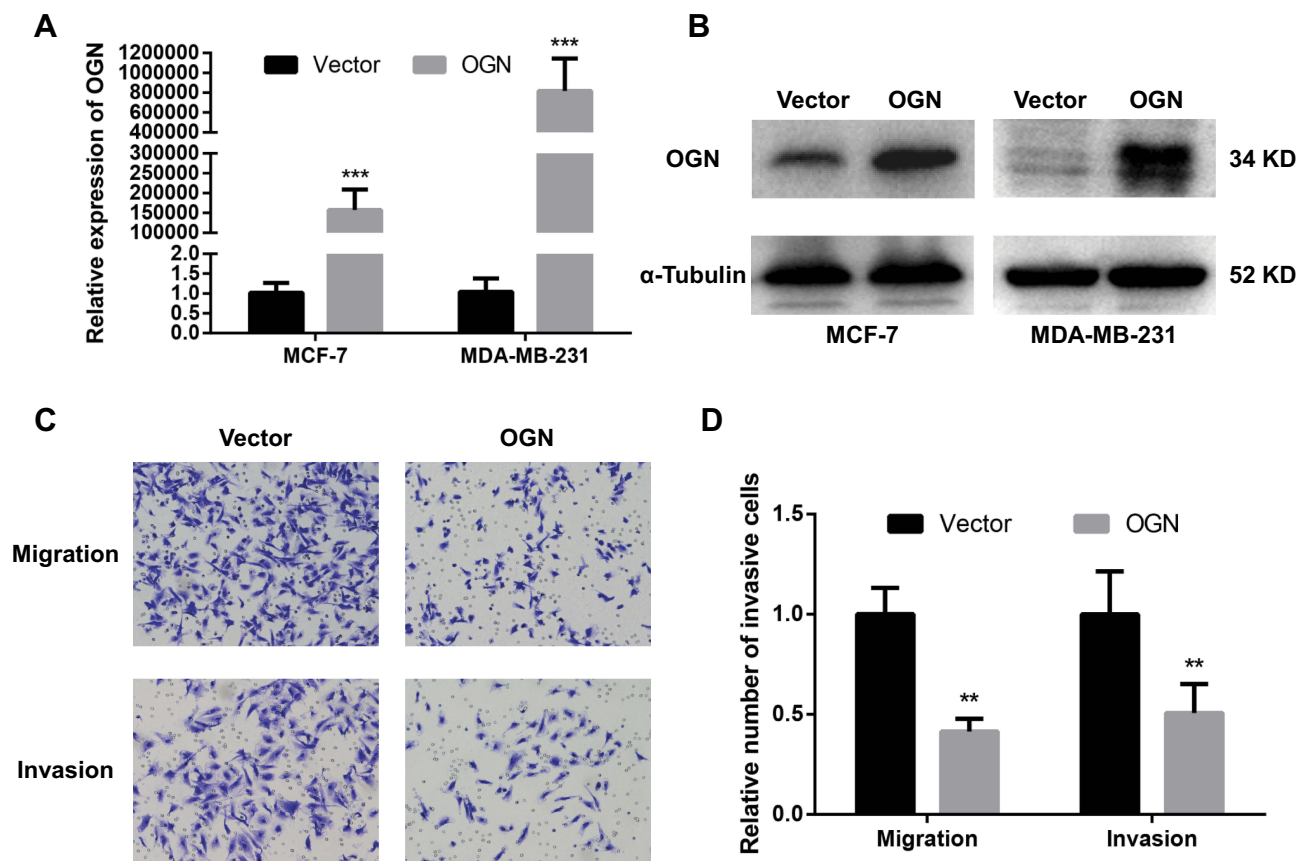 A
Relative expression of OGN
1200000
1000000
800000
600000
400000
300000
250000
200000
150000
100000
2.0
1.5
1.0
0.5
0.0
Vector
OGN
***
***
MCF-7
MDA-MB-231
B
Vector
OGN
Vector
OGN
OGN
34 KD
α-Tubulin
52 KD
MCF-7
MDA-MB-231
C
Vector
OGN
Migration
Invasion
D
Relative number of invasive cells
1.5
1.0
0.5
0.0
Vector
OGN
**
**
Migration
Invasion